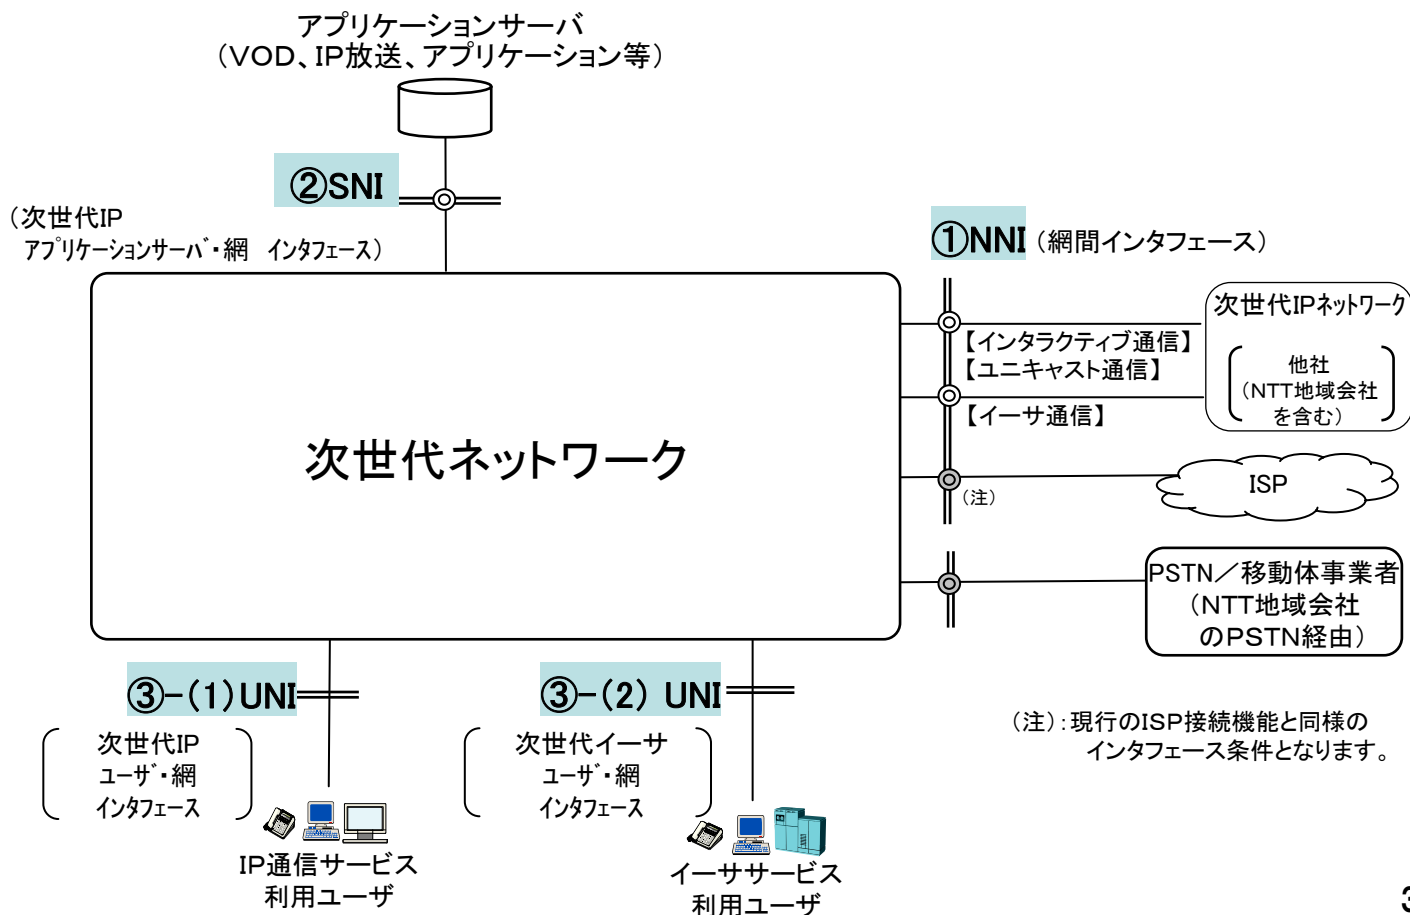 アプリケーションサーバ
（VOD、IP放送、アプリケーション等）
②SNI
（次世代IP
アプリケーションサーバ・網　インタフェース）
①NNI（網間インタフェース）
次世代IPネットワーク
【インタラクティブ通信】
【ユニキャスト通信】
他社
（NTT地域会社
を含む）
【イーサ通信】
次世代ネットワーク
ISP
（注）
PSTN／移動体事業者
（NTT地域会社
のPSTN経由）
③-(1)UNI
③-(2) UNI
次世代IP
ユーザ・網
インタフェース
次世代イーサ
ユーザ・網
インタフェース
（注）：現行のISP接続機能と同様の
インタフェース条件となります。
IP通信サービス
利用ユーザ
イーササービス
利用ユーザ
3